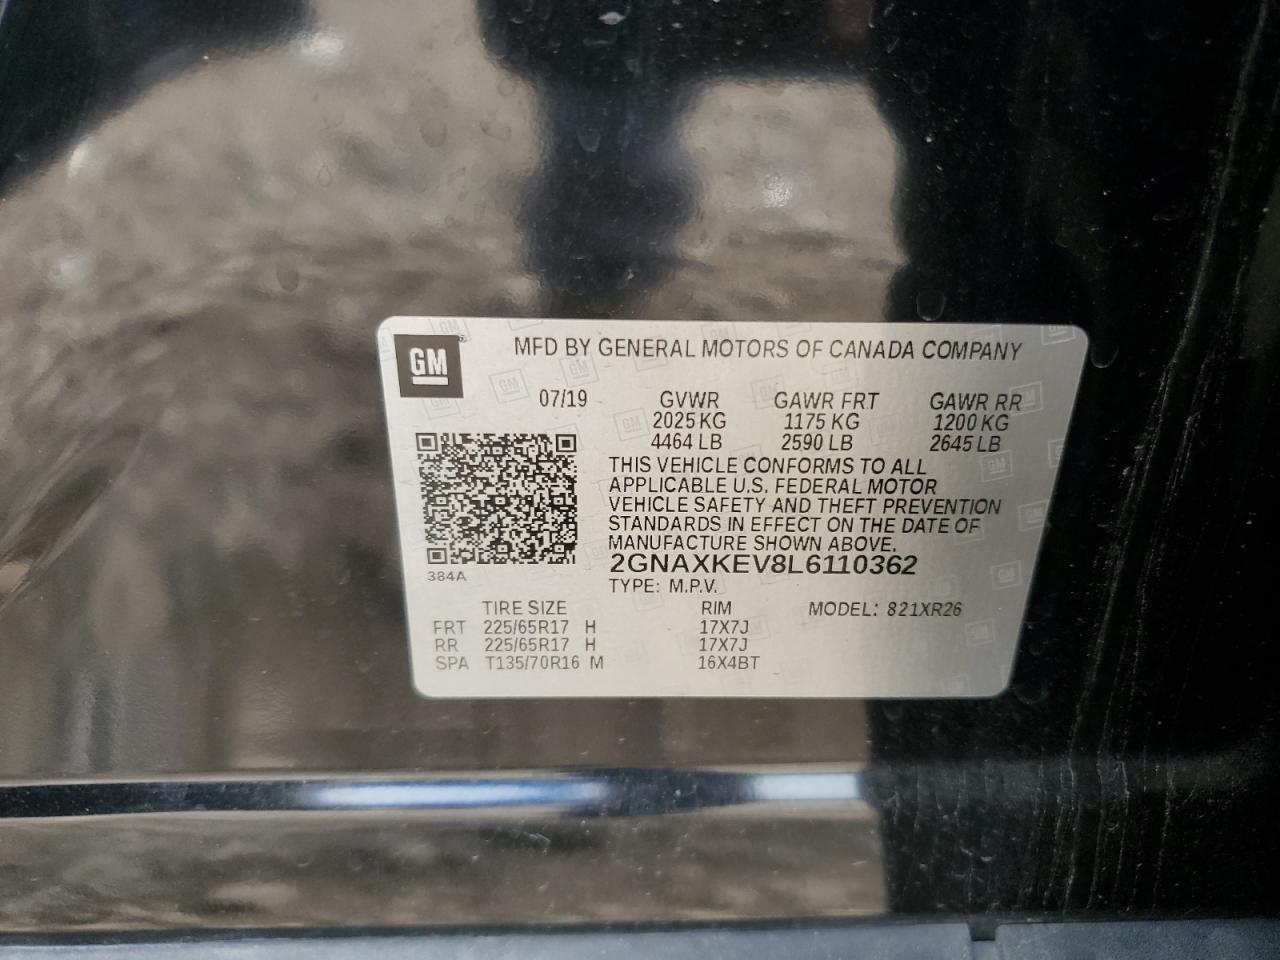 GM
MFD BY GENERAL MOTORS OF CANADA COMPANY
07/19 GVWR GAWR FRT GAWR RR
2025 KG 1175 KG 1200 KG
4464 LB 2590 LB 2645 LB
THIS VEHICLE CONFORMS TO ALL
APPLICABLE U.S. FEDERAL MOTOR
VEHICLE SAFETY AND THEFT PREVENTION
STANDARDS IN EFFECT ON THE DATE OF
MANUFACTURE SHOWN ABOVE.
2GNAXKEV8L6110362
384A
TYPE: M.P.V.
TIRE SIZE RIM MODEL: 821XR26
FRT 225/65R17 H 17X7J
RR 225/65R17 H 17X7J
SPA T135/70R16 M 16X4BT